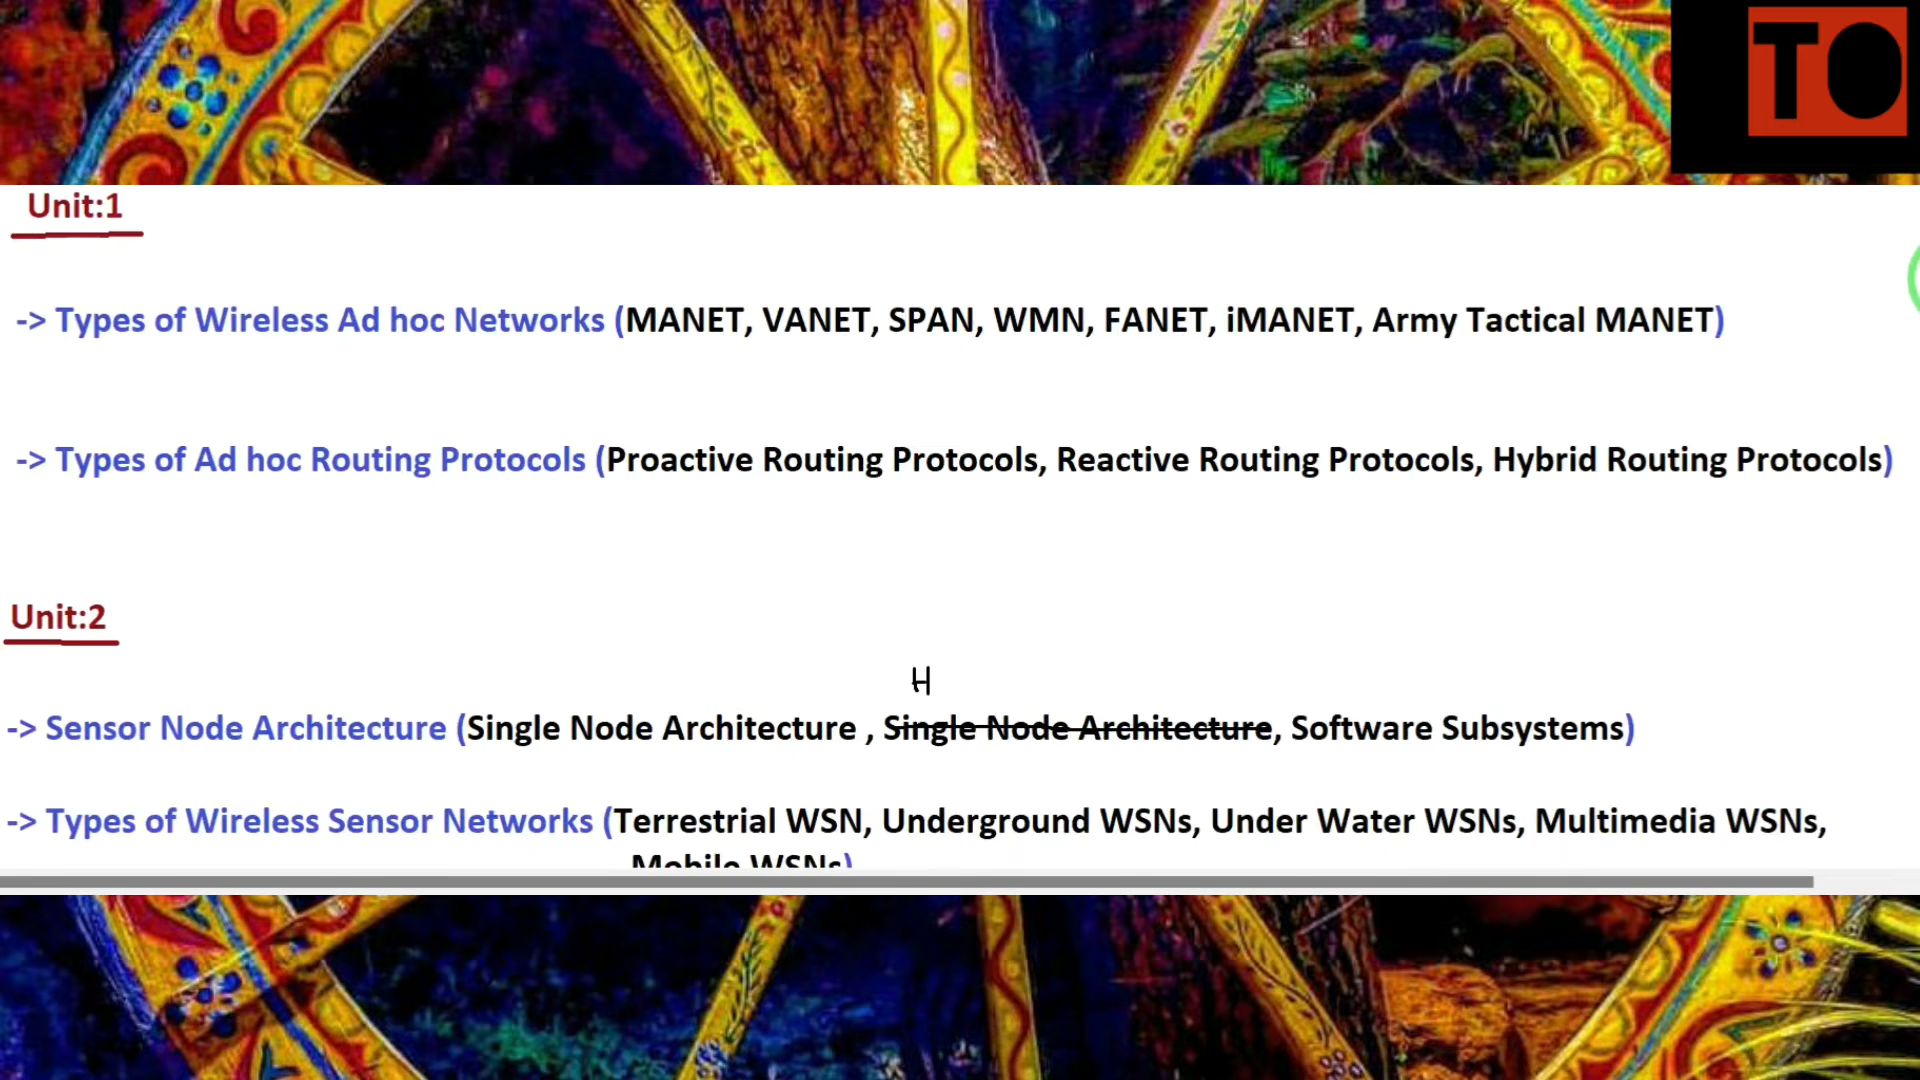 TO
Unit:1
-> Types of Wireless Ad hoc Networks (MANET, VANET, SPAN, WMN, FANET, iMANET, Army Tactical MANET)
-> Types of Ad hoc Routing Protocols (Proactive Routing Protocols, Reactive Routing Protocols, Hybrid Routing Protocols)
Unit:2
H
-> Sensor Node Architecture (Single Node Architecture , Single Node Architecture, Software Subsystems)
-> Types of Wireless Sensor Networks (Terrestrial WSN, Underground WSNs, Under Water WSNs, Multimedia WSNs,
Mobile WSNs)